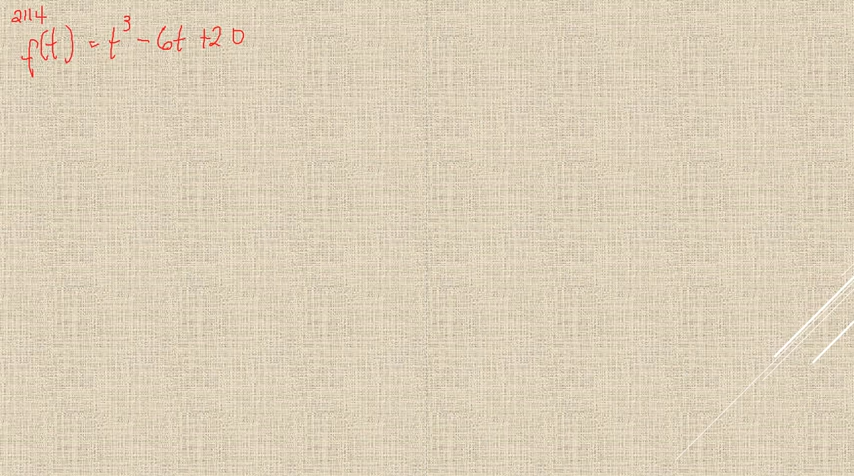 2114
f(t) = t³ - 6t + 20